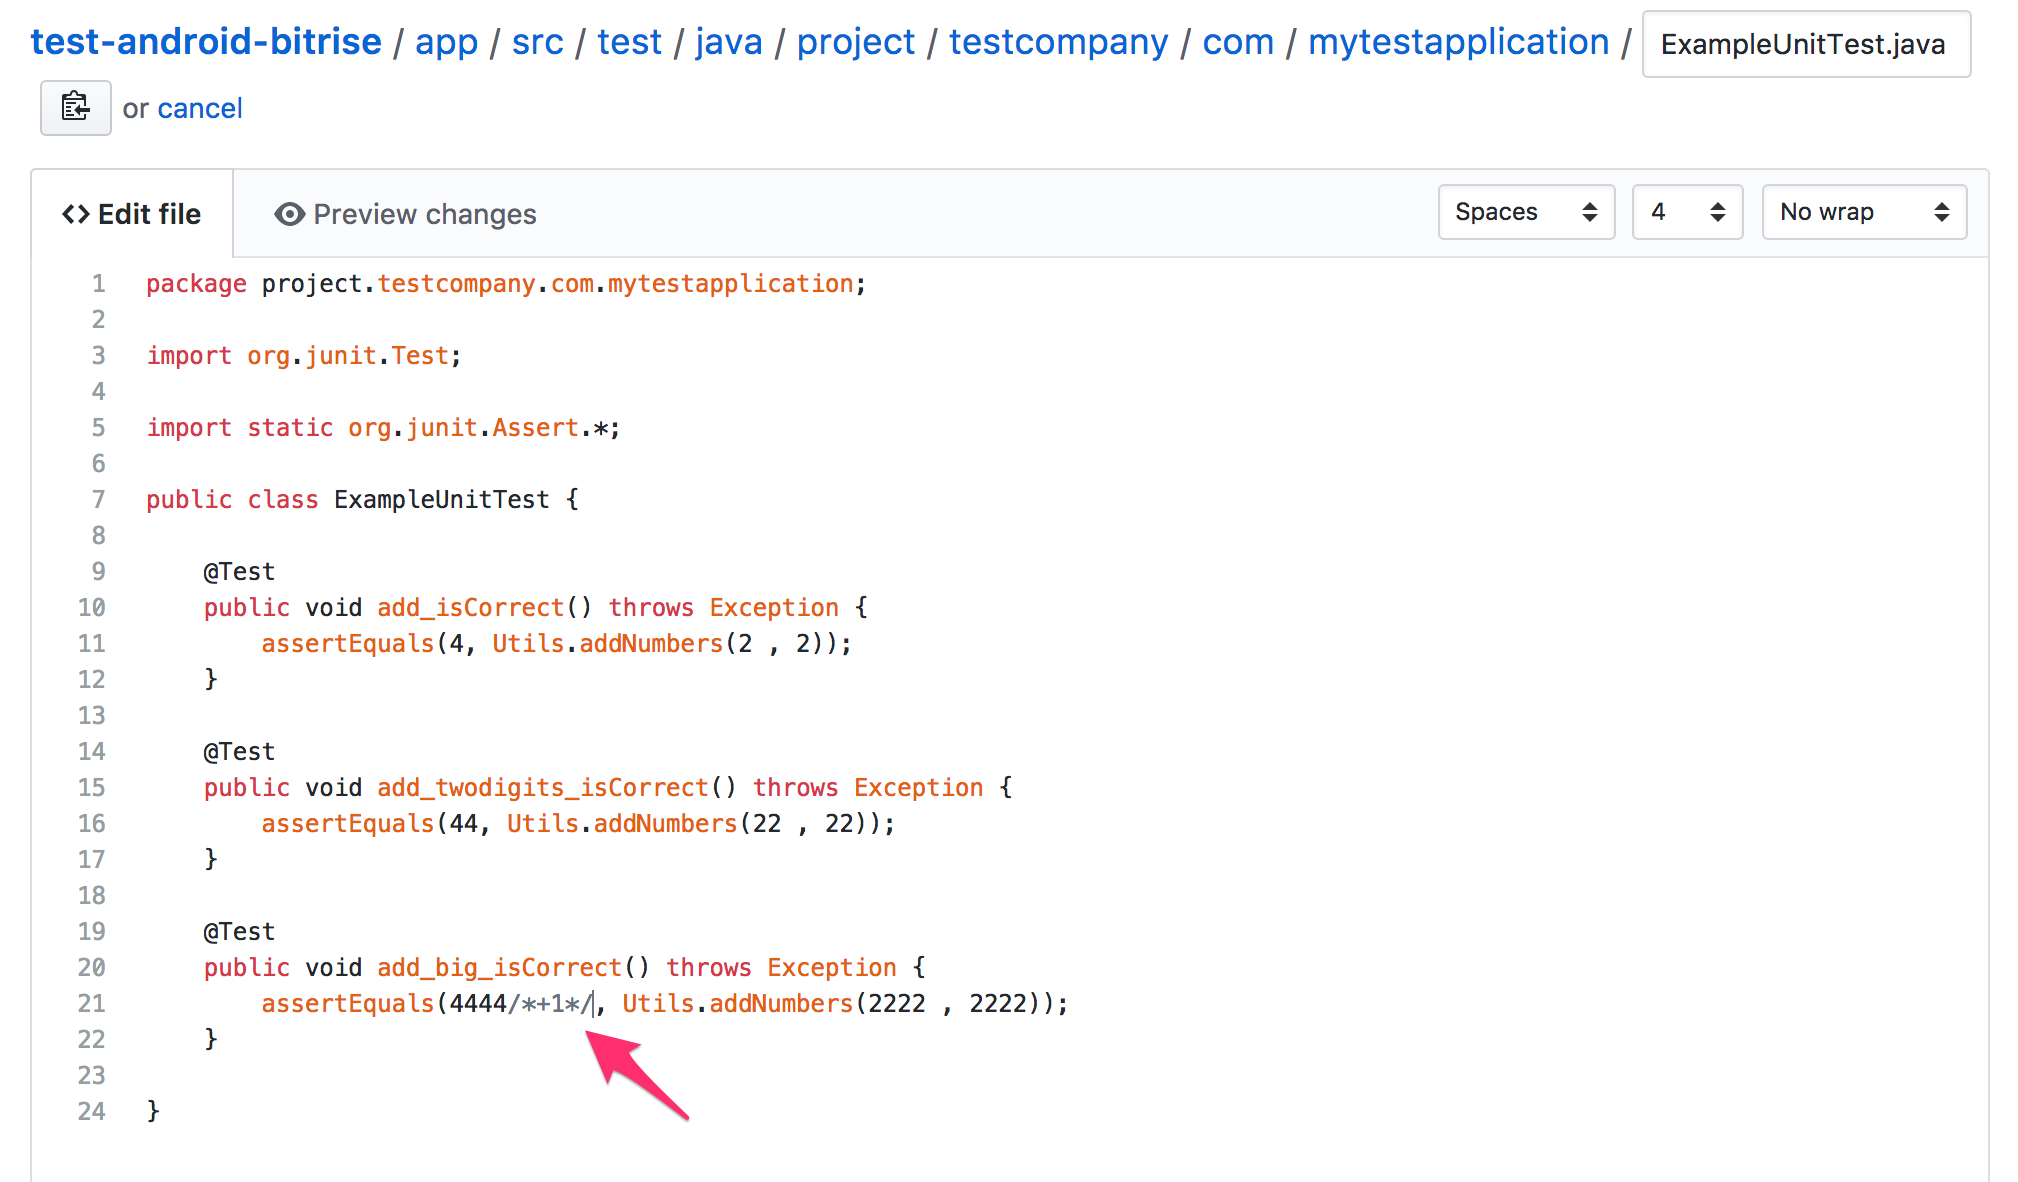 test-android-bitrise / app / src / test / java / project / testcompany / com / mytestapplication / ExampleUnitTest.java
or cancel
<> Edit file Preview changes Spaces 4 No wrap
1 package project.testcompany.com.mytestapplication;
2
3 import org.junit.Test;
4
5 import static org.junit.Assert.*;
6
7 public class ExampleUnitTest {
8
9     @Test
10     public void add_isCorrect() throws Exception {
11         assertEquals(4, Utils.addNumbers(2 , 2));
12     }
13
14     @Test
15     public void add_twodigits_isCorrect() throws Exception {
16         assertEquals(44, Utils.addNumbers(22 , 22));
17     }
18
19     @Test
20     public void add_big_isCorrect() throws Exception {
21         assertEquals(4444/*+1*/, Utils.addNumbers(2222 , 2222));
22     }
23
24 }